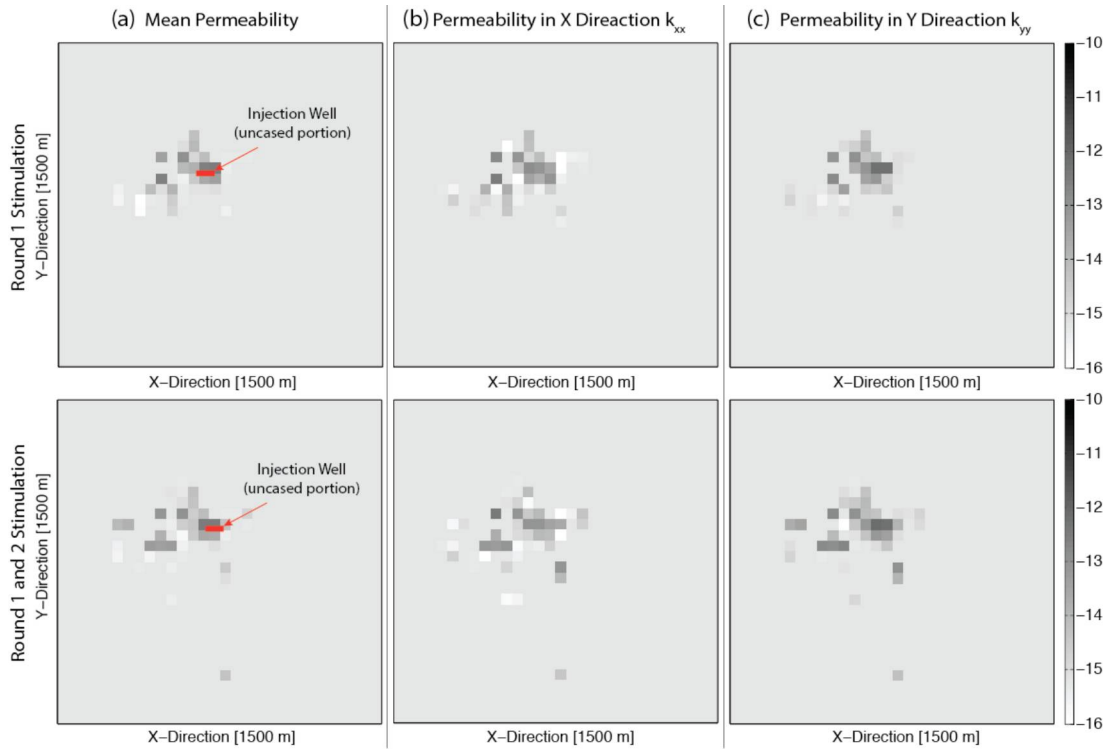 (a) Mean Permeability
(b) Permeability in X Direaction kxx
(c) Permeability in Y Direaction kyy
Round 1 Stimulation
Y–Direction [1500 m]
Injection Well
(uncased portion)
X–Direction [1500 m]
X–Direction [1500 m]
X–Direction [1500 m]
–10
–11
–12
–13
–14
–15
–16
Round 1 and 2 Stimulation
Y–Direction [1500 m]
Injection Well
(uncased portion)
X–Direction [1500 m]
X–Direction [1500 m]
X–Direction [1500 m]
–10
–11
–12
–13
–14
–15
–16